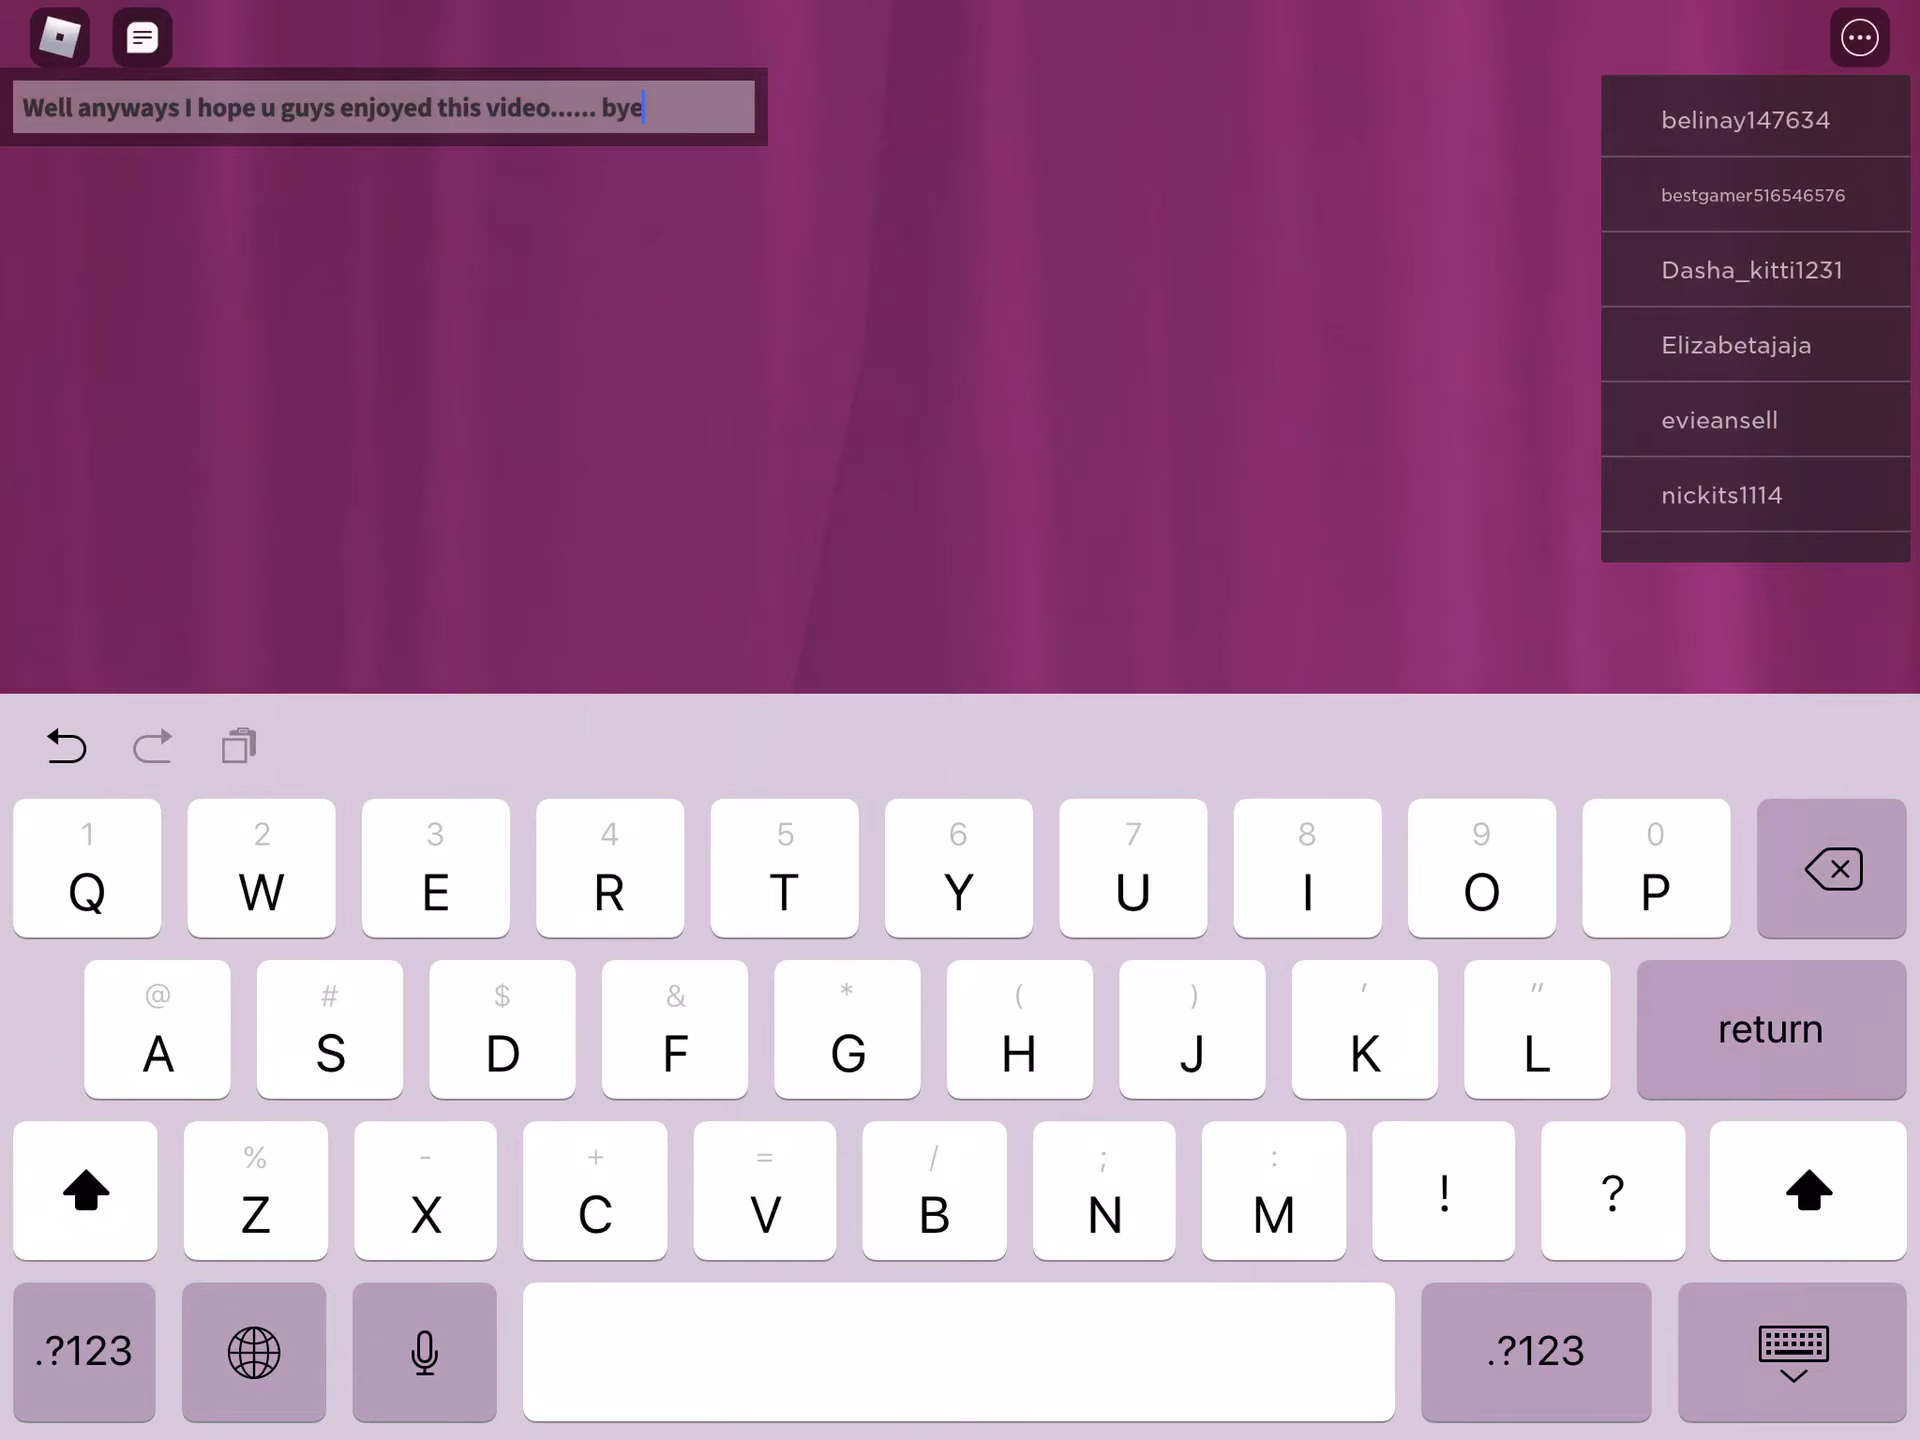 Well anyways I hope u guys enjoyed this video...... bye
belinay147634
bestgamer516546576
Dasha_kitti1231
Elizabetajaja
evieansell
nickits1114
1 2 3 4 5 6 7 8 9 0
Q W E R T Y U I O P
@ # $ & * ( ) ' "
A S D F G H J K L return
% - + = / ; :
Z X C V B N M ! ?
.?123 .?123